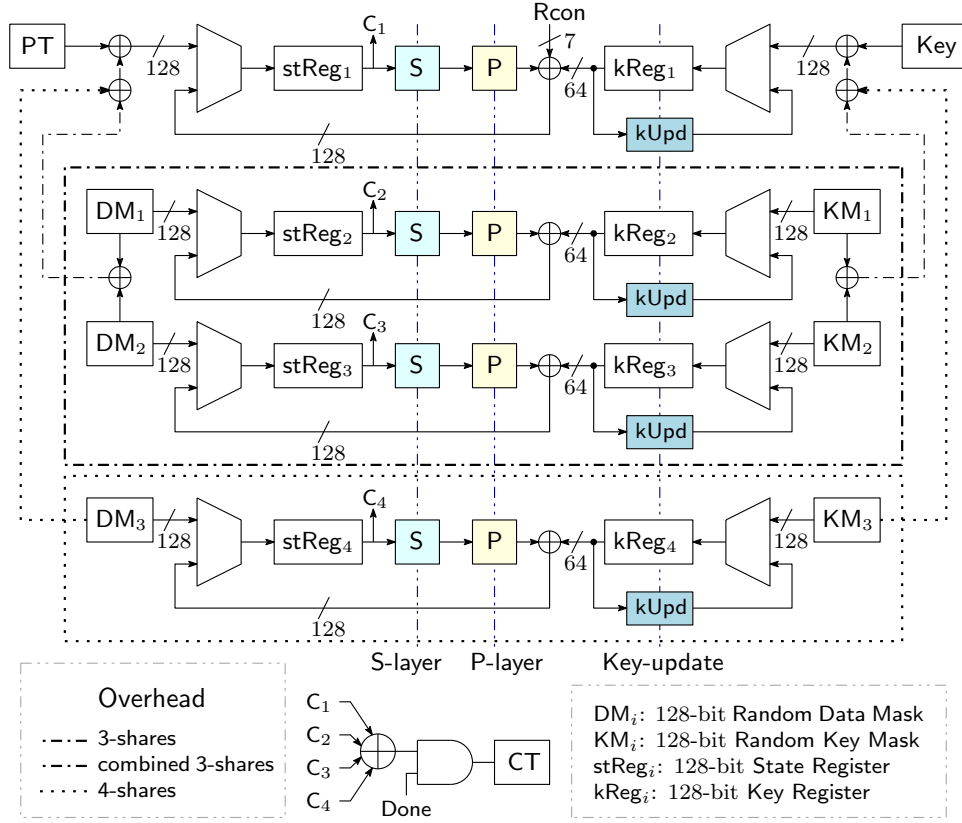 Rcon
PT
128
stReg1
C1
S
P
7
64
kReg1
128
Key
128
kUpd
DM1
128
stReg2
C2
S
P
64
kReg2
128
KM1
128
kUpd
DM2
128
stReg3
C3
S
P
64
kReg3
128
KM2
128
kUpd
DM3
128
stReg4
C4
S
P
64
kReg4
128
KM3
128
kUpd
S-layer
P-layer
Key-update
Overhead
3-shares
combined 3-shares
4-shares
C1
C2
C3
C4
Done
CT
DMi: 128-bit Random Data Mask
KMi: 128-bit Random Key Mask
stRegi: 128-bit State Register
kRegi: 128-bit Key Register